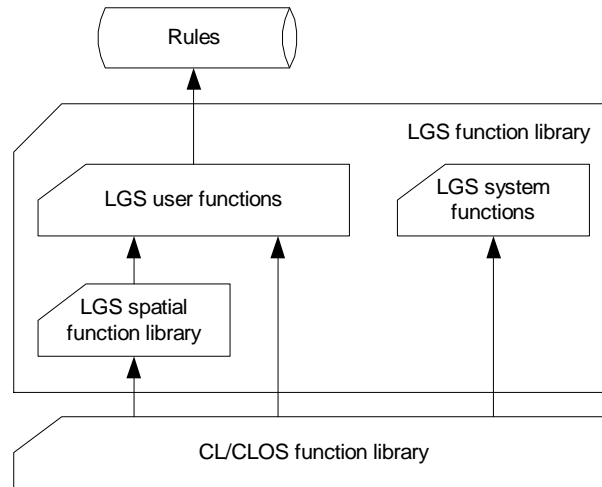 Rules
LGS function library
LGS user functions
LGS system
functions
LGS spatial
function library
CL/CLOS function library